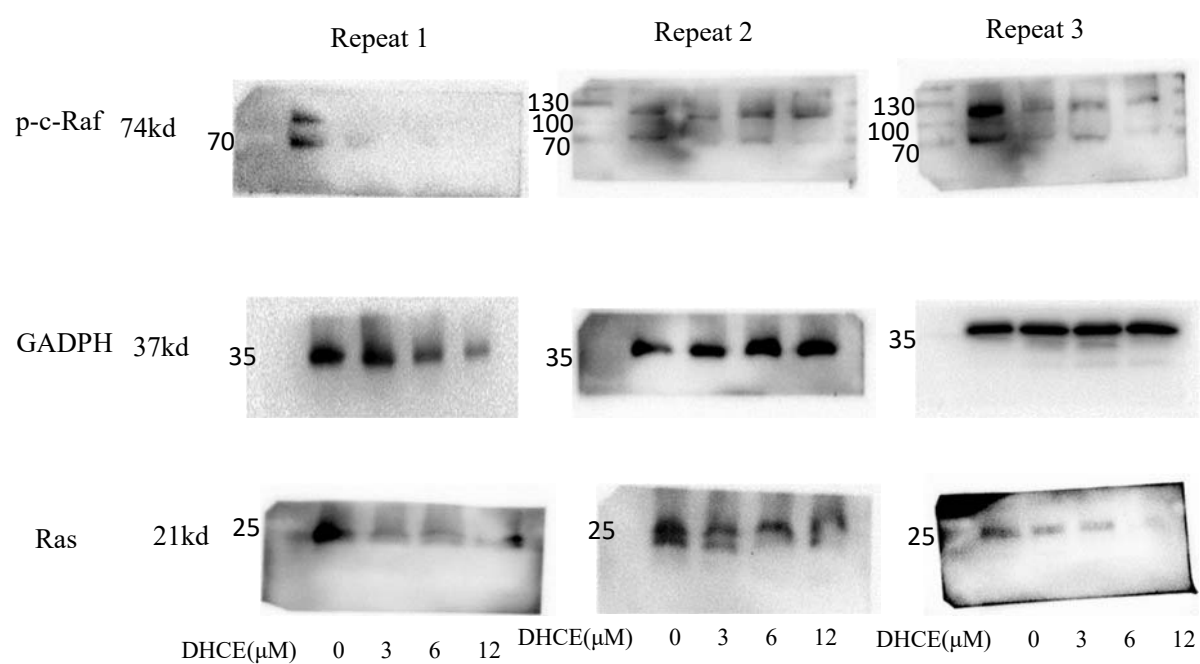 Repeat 1 Repeat 2 Repeat 3
p-c-Raf 74kd 70 130 100 70 130 100 70
GADPH 37kd 35 35 35
Ras 21kd 25 25 25
DHCE(μM) 0 3 6 12 DHCE(μM) 0 3 6 12 DHCE(μM) 0 3 6 12